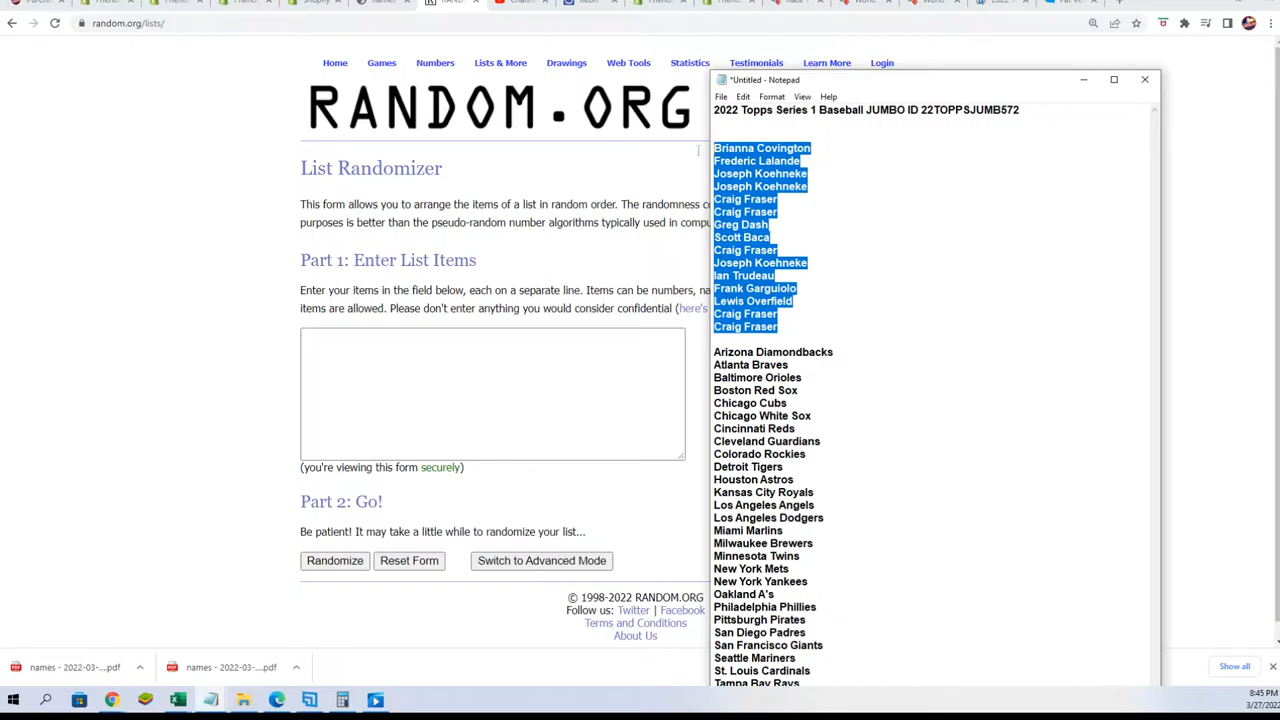 random.org/lists/
Home Games Numbers Lists & More Drawings Web Tools Statistics Testimonials Learn More Login
RANDOM.ORG
List Randomizer
This form allows you to arrange the items of a list in random order. The randomness
purposes is better than the pseudo-random number algorithms typically used in
Part 1: Enter List Items
Enter your items in the field below, each on a separate line. Items can be numbers,
items are allowed. Please don't enter anything you would consider confidential (here's
(you're viewing this form securely)
Part 2: Go!
Be patient! It may take a little while to randomize your list...
Randomize Reset Form Switch to Advanced Mode
© 1998-2022 RANDOM.ORG
Follow us: Twitter | Facebook
Terms and Conditions
About Us
*Untitled - Notepad
File Edit Format View Help
2022 Topps Series 1 Baseball JUMBO ID 22TOPPSJUMB572
Brianna Covington
Frederic Lalande
Joseph Koehneke
Joseph Koehneke
Craig Fraser
Craig Fraser
Greg Dash
Scott Baca
Craig Fraser
Joseph Koehneke
Ian Trudeau
Frank Garguiolo
Lewis Overfield
Craig Fraser
Craig Fraser
Arizona Diamondbacks
Atlanta Braves
Baltimore Orioles
Boston Red Sox
Chicago Cubs
Chicago White Sox
Cincinnati Reds
Cleveland Guardians
Colorado Rockies
Detroit Tigers
Houston Astros
Kansas City Royals
Los Angeles Angels
Los Angeles Dodgers
Miami Marlins
Milwaukee Brewers
Minnesota Twins
New York Mets
New York Yankees
Oakland A's
Philadelphia Phillies
Pittsburgh Pirates
San Diego Padres
San Francisco Giants
Seattle Mariners
St. Louis Cardinals
Tampa Bay Rays
names - 2022-03-....pdf names - 2022-03-....pdf Show all
8:45 PM
3/27/2022